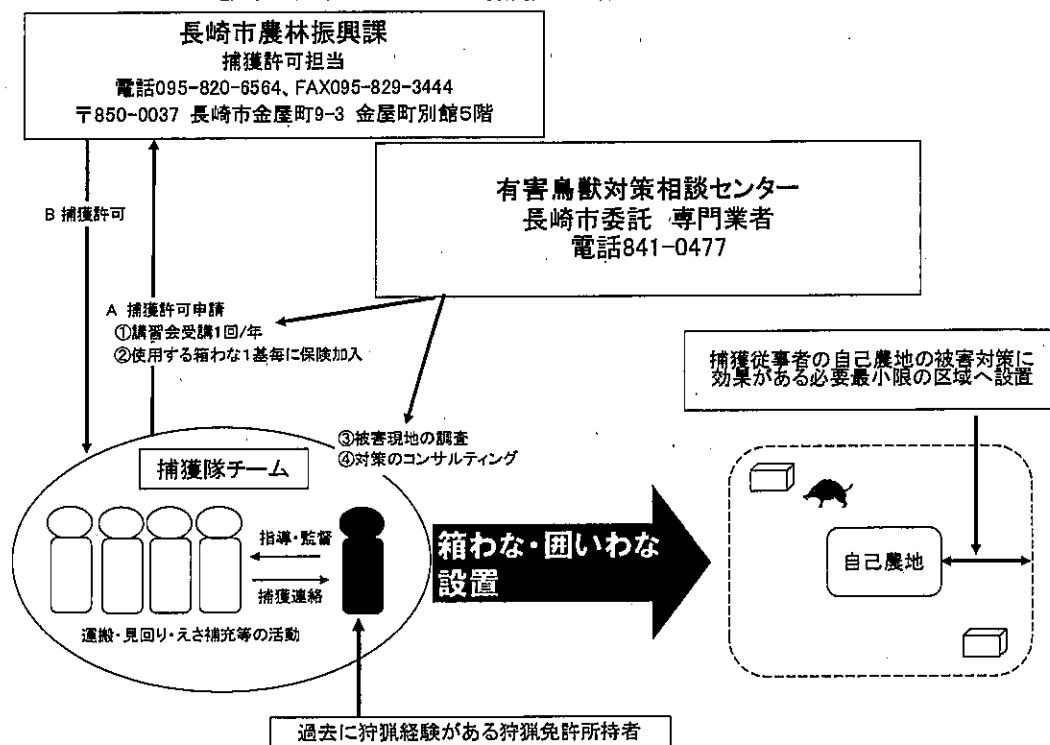 長崎市農林振興課
捕獲許可担当
電話095-820-6564、FAX095-829-3444
〒850-0037 長崎市金屋町9-3 金屋町別館5階
有害鳥獣対策相談センター
長崎市委託 専門業者
電話841-0477
B 捕獲許可
A 捕獲許可申請
①講習会受講1回/年
②使用する箱わな1基毎に保険加入
③被害現地の調査
④対策のコンサルティング
捕獲従事者の自己農地の被害対策に
効果がある必要最小限の区域へ設置
捕獲隊チーム
指導・監督
捕獲連絡
運搬・見回り・えさ補充等の活動
箱わな・囲いわな
設置
自己農地
過去に狩猟経験がある狩猟免許所持者